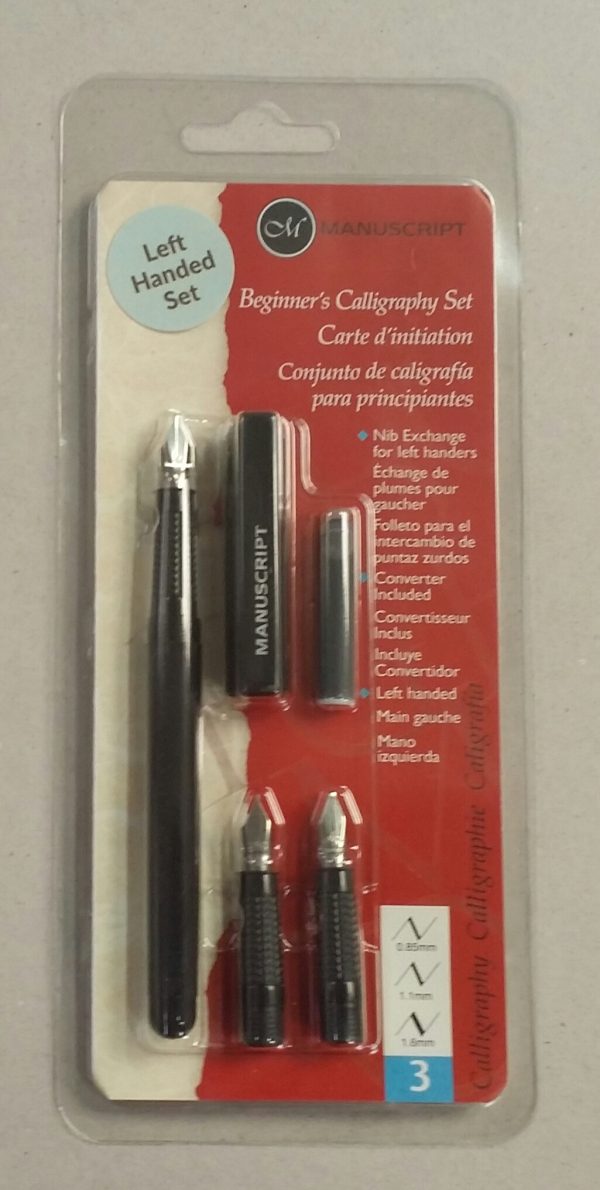 Left
Handed
Set
M
MANUSCRIPT
Beginner's Calligraphy Set
Carte d'initiation
Conjunto de caligrafía
para principiantes
Nib Exchange
for left handers
Échange de
plumes pour
gaucher
Folleto para el
intercambio de
puntaz zurdos
Converter
Included
Convertisseur
Inclus
Incluye
Convertidor
Left handed
Main gauche
Mano
izquierda
MANUSCRIPT
0.85mm
1.1mm
1.8mm
3
Calligraphy Calligraphie Caligrafía